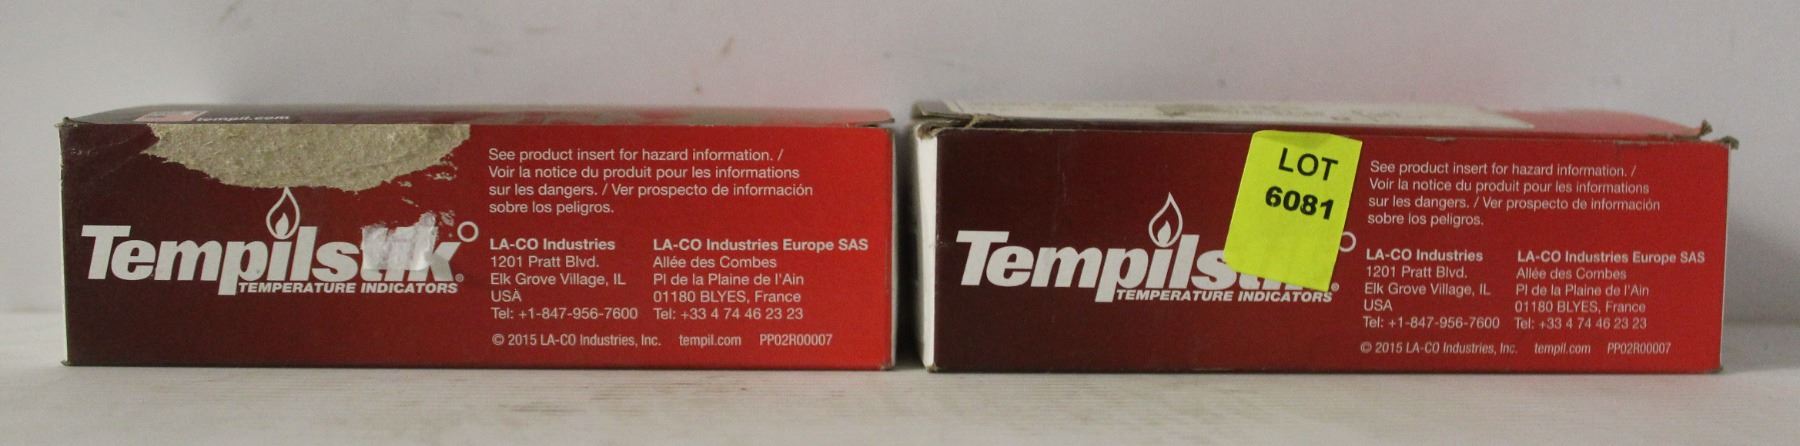 tempil.com
See product insert for hazard information. /
Voir la notice du produit pour les informations
sur les dangers. / Ver prospecto de información
sobre los peligros.
Tempilstik
TEMPERATURE INDICATORS
LA-CO Industries
1201 Pratt Blvd.
Elk Grove Village, IL
USA
Tel: +1-847-956-7600
LA-CO Industries Europe SAS
Allée des Combes
Pl de la Plaine de l'Ain
01180 BLYES, France
Tel: +33 4 74 46 23 23
© 2015 LA-CO Industries, Inc. tempil.com PP02R00007
LOT
6081
See product insert for hazard information. /
Voir la notice du produit pour les informations
sur les dangers. / Ver prospecto de información
sobre los peligros.
Tempils
TEMPERATURE INDICATORS
LA-CO Industries
1201 Pratt Blvd.
Elk Grove Village, IL
USA
Tel: +1-847-956-7600
LA-CO Industries Europe SAS
Allée des Combes
Pl de la Plaine de l'Ain
01180 BLYES, France
Tel: +33 4 74 46 23 23
© 2015 LA-CO Industries, Inc. tempil.com PP02R00007